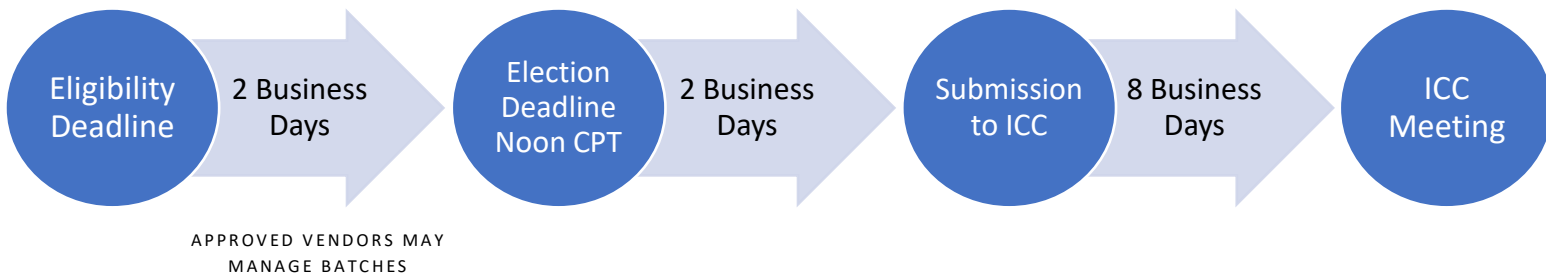 Eligibility
Deadline
2 Business
Days
Election
Deadline
Noon CPT
2 Business
Days
Submission
to ICC
8 Business
Days
ICC
Meeting
APPROVED VENDORS MAY
MANAGE BATCHES